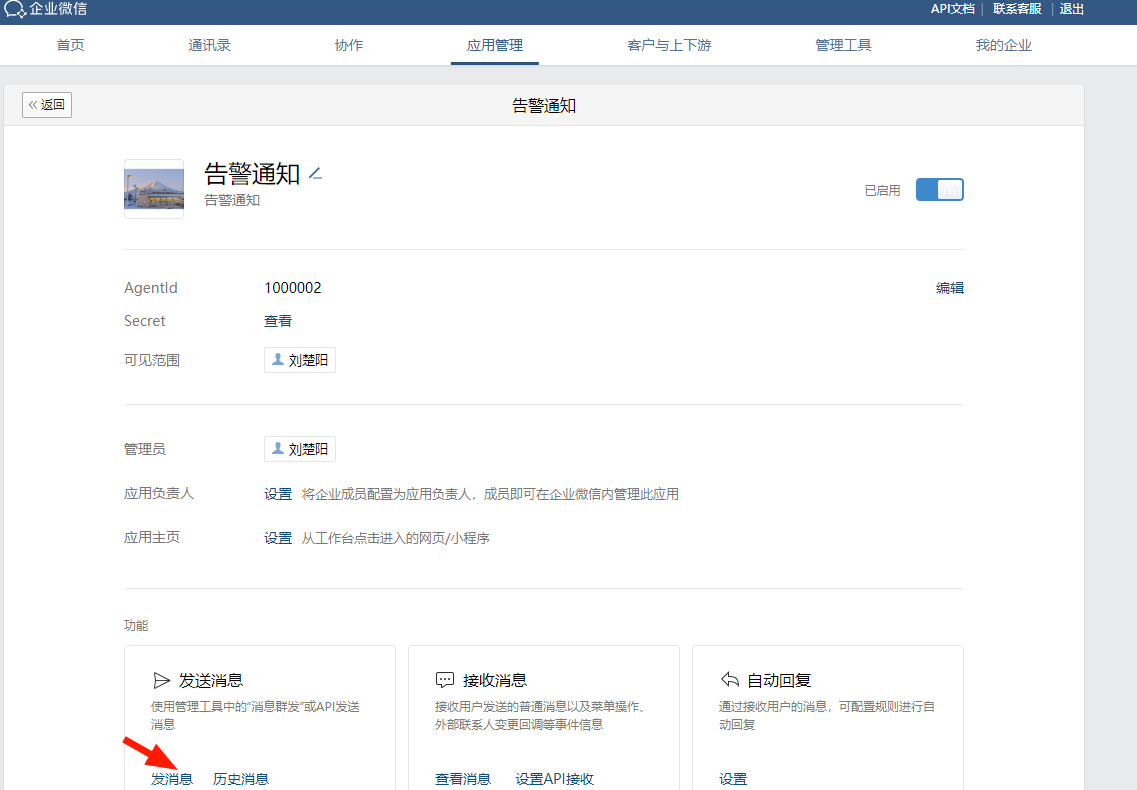 企业微信
API文档 | 联系客服 | 退出
首页 通讯录 协作 应用管理 客户与上下游 管理工具 我的企业
« 返回
告警通知
告警通知
告警通知
已启用
AgentId 1000002 编辑
Secret 查看
可见范围 刘楚阳
管理员 刘楚阳
应用负责人 设置 将企业成员配置为应用负责人，成员即可在企业微信内管理此应用
应用主页 设置 从工作台点击进入的网页/小程序
功能
发送消息
使用管理工具中的“消息群发”或API发送
消息
发消息 历史消息
接收消息
接收用户发送的普通消息以及菜单操作、
外部联系人变更回调等事件信息
查看消息 设置API接收
自动回复
通过接收用户的消息，可配置规则进行自
动回复
设置